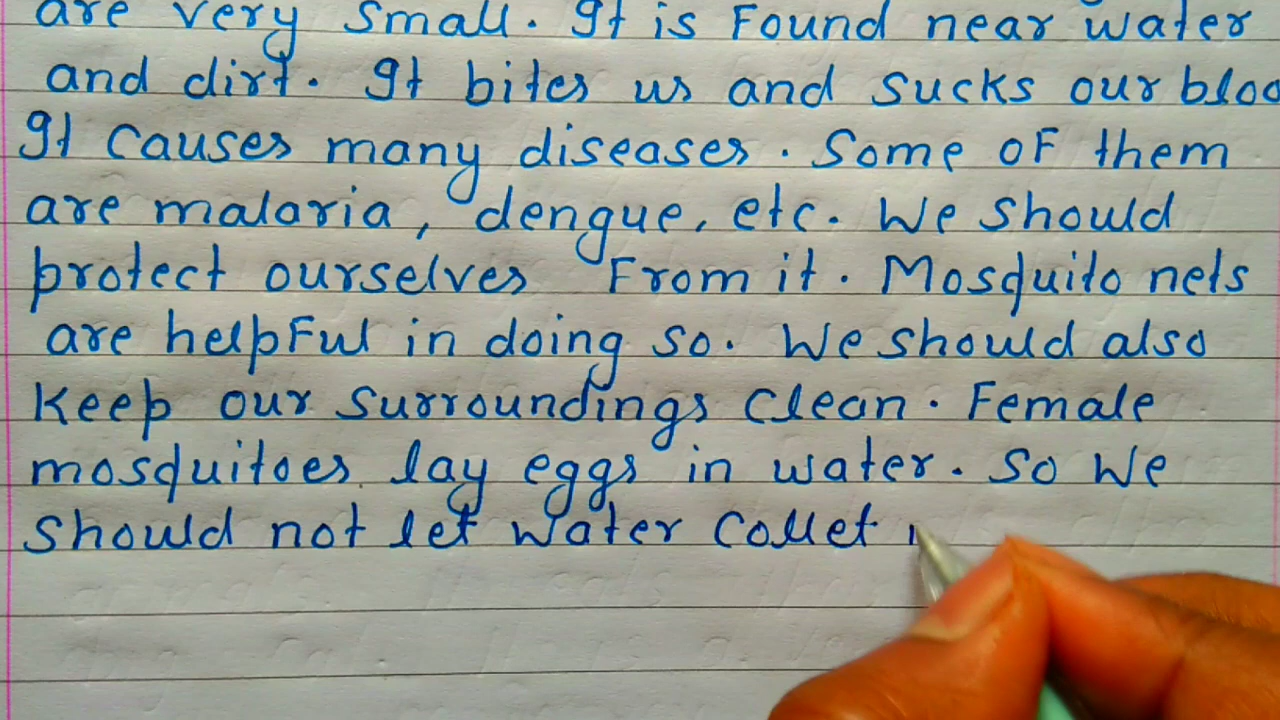 are very small. It is Found near water
and dirt. It bites us and sucks our bloo
It causes many diseases. Some of them
are malaria, dengue, etc. We should
protect ourselves From it. Mosquito nets
are helpful in doing so. We should also
Keep our surroundings clean. Female
mosquitoes lay eggs in water. So we
should not let water collet